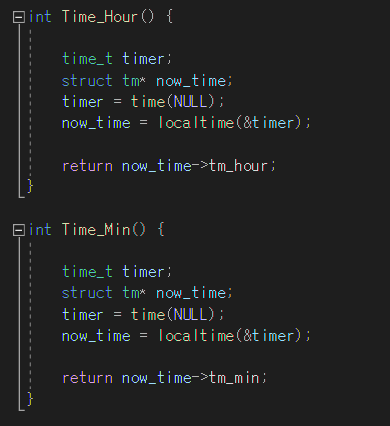 int Time_Hour() {
time_t timer;
struct tm* now_time;
timer = time(NULL);
now_time = localtime(&timer);
return now_time->tm_hour;
}
int Time_Min() {
time_t timer;
struct tm* now_time;
timer = time(NULL);
now_time = localtime(&timer);
return now_time->tm_min;
}